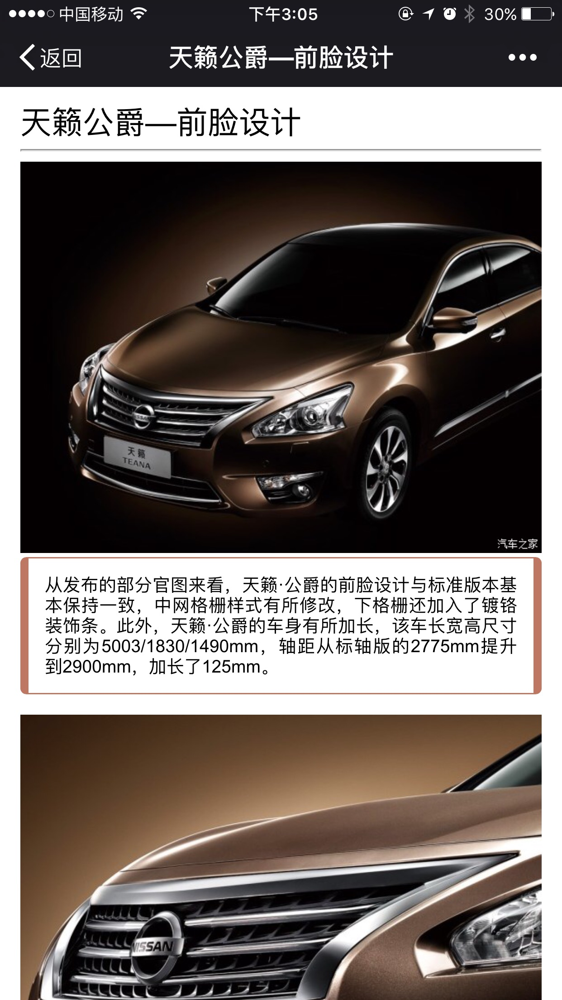 中国移动
下午3:05
30%
返回
天籁公爵—前脸设计
天籁公爵—前脸设计
NISSAN
天籁
TEANA
汽车之家
从发布的部分官图来看，天籁·公爵的前脸设计与标准版本基
本保持一致，中网格栅样式有所修改，下格栅还加入了镀铬
装饰条。此外，天籁·公爵的车身有所加长，该车长宽高尺寸
分别为5003/1830/1490mm，轴距从标轴版的2775mm提升
到2900mm，加长了125mm。
NISSAN